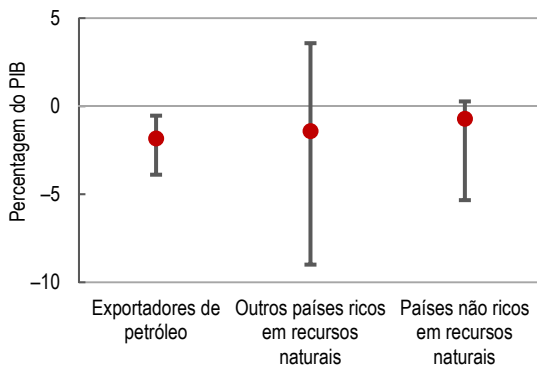 Percentagem do PIB
5
0
–5
–10
Exportadores de
petróleo
Outros países ricos
em recursos
naturais
Países não ricos
em recursos
naturais